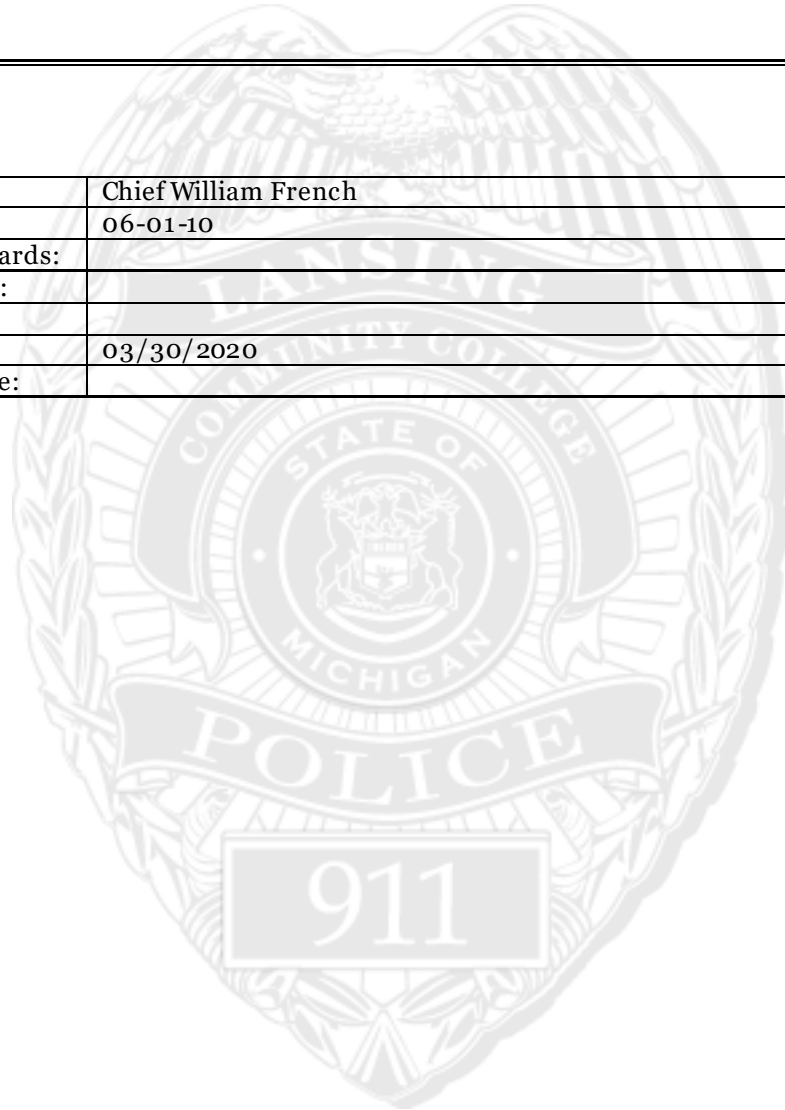 Chief William French
06-01-10
ards:
:
03/30/2020
e:
LANSING
COMMUNITY COLLEGE
STATE OF
MICHIGAN
POLICE
911